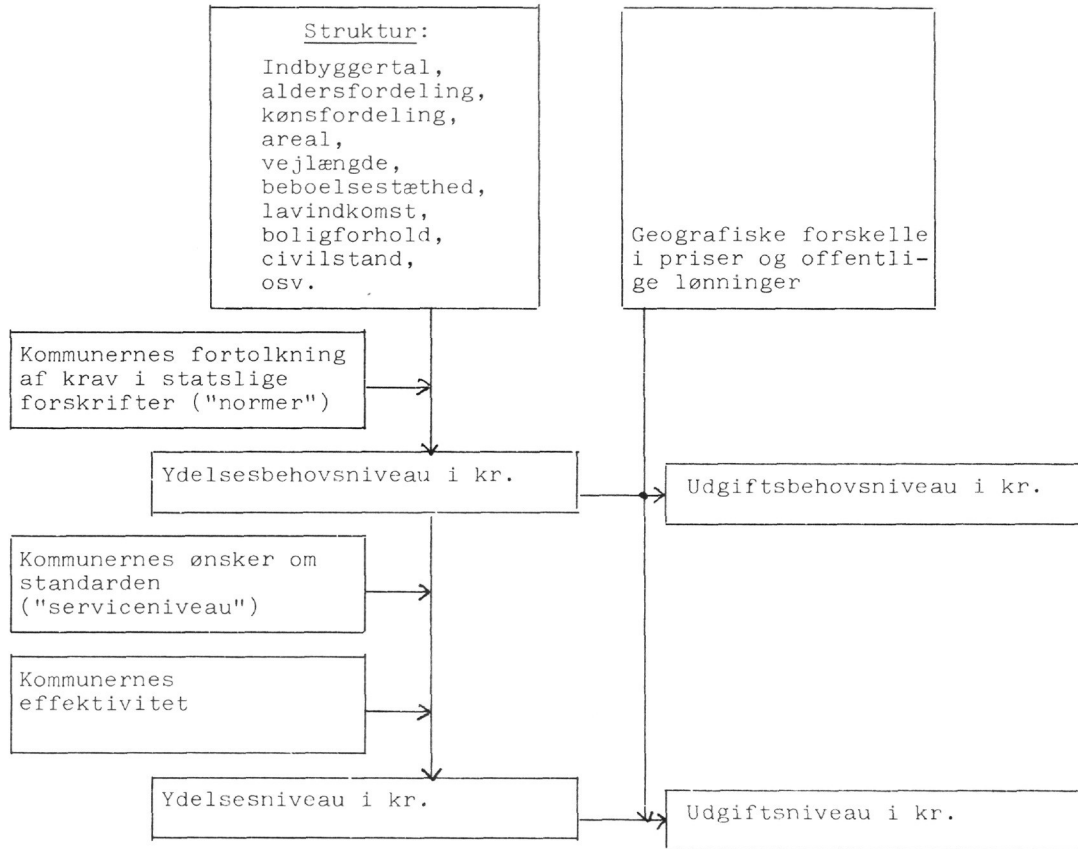 Struktur:
Indbyggertal,
aldersfordeling,
kønsfordeling,
areal,
vejlængde,
beboelsestæthed,
lavindkomst,
boligforhold,
civilstand,
osv.
Geografiske forskelle
i priser og offentli-
ge lønninger
Kommunernes fortolkning
af krav i statslige
forskrifter ("normer")
Ydelsesbehovsniveau i kr.
Udgiftsbehovsniveau i kr.
Kommunernes ønsker om
standarden
("serviceniveau")
Kommunernes
effektivitet
Ydelsesniveau i kr.
Udgiftsniveau i kr.